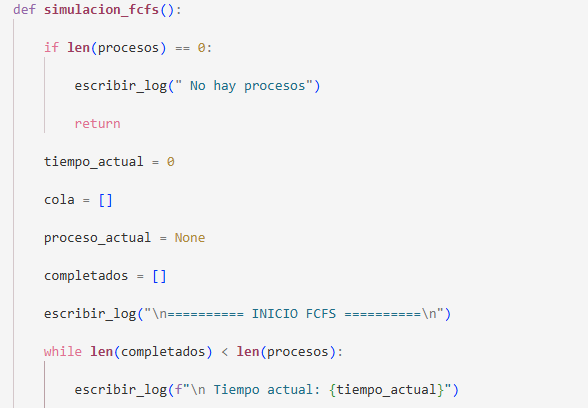 def simulacion_fcfs():
if len(procesos) == 0:
escribir_log(" No hay procesos")
return
tiempo_actual = 0
cola = []
proceso_actual = None
completados = []
escribir_log("\n========== INICIO FCFS ==========\n")
while len(completados) < len(procesos):
escribir_log(f"\n Tiempo actual: {tiempo_actual}")